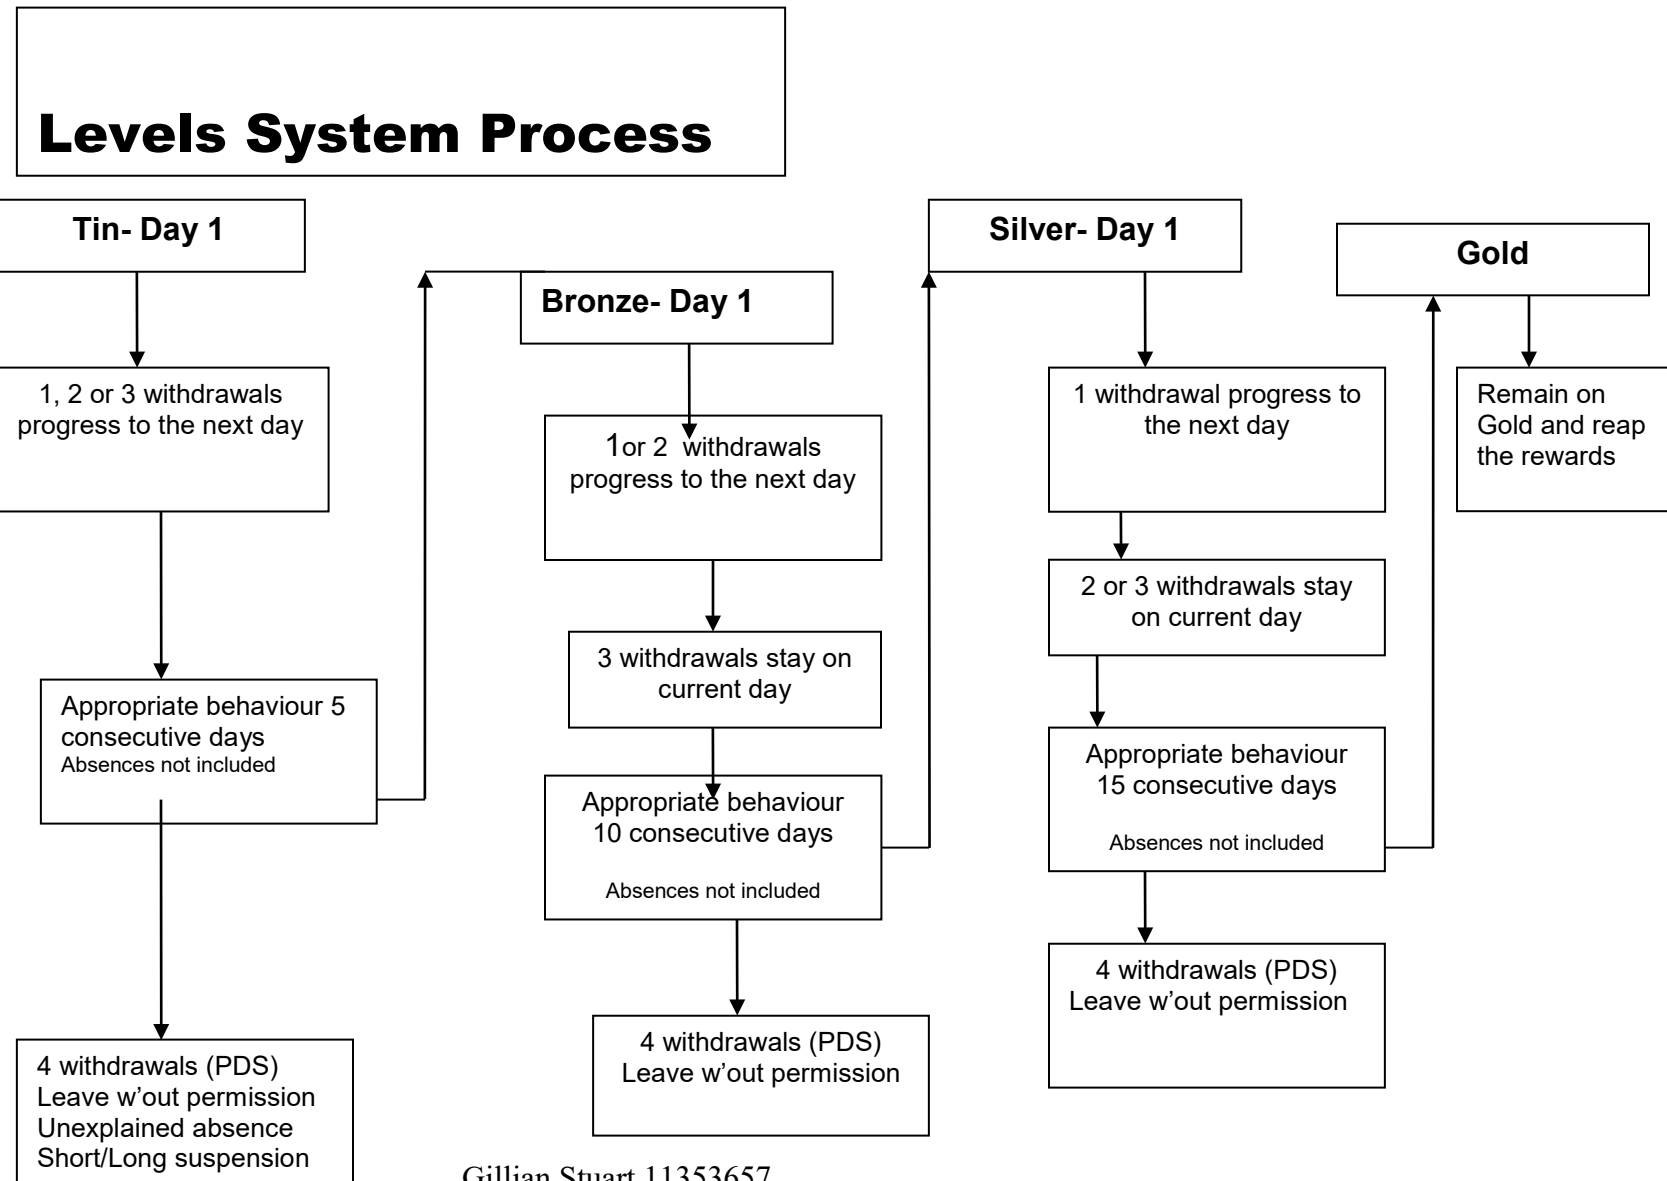 Levels System Process
Tin- Day 1
1, 2 or 3 withdrawals
progress to the next day
Appropriate behaviour 5
consecutive days
Absences not included
4 withdrawals (PDS)
Leave w’out permission
Unexplained absence
Short/Long suspension
Bronze- Day 1
1or 2  withdrawals
progress to the next day
3 withdrawals stay on
current day
Appropriate behaviour
10 consecutive days
Absences not included
4 withdrawals (PDS)
Leave w’out permission
Silver- Day 1
1 withdrawal progress to
the next day
2 or 3 withdrawals stay
on current day
Appropriate behaviour
15 consecutive days
Absences not included
4 withdrawals (PDS)
Leave w’out permission
Gold
Remain on
Gold and reap
the rewards
Gillian Stuart 11353657